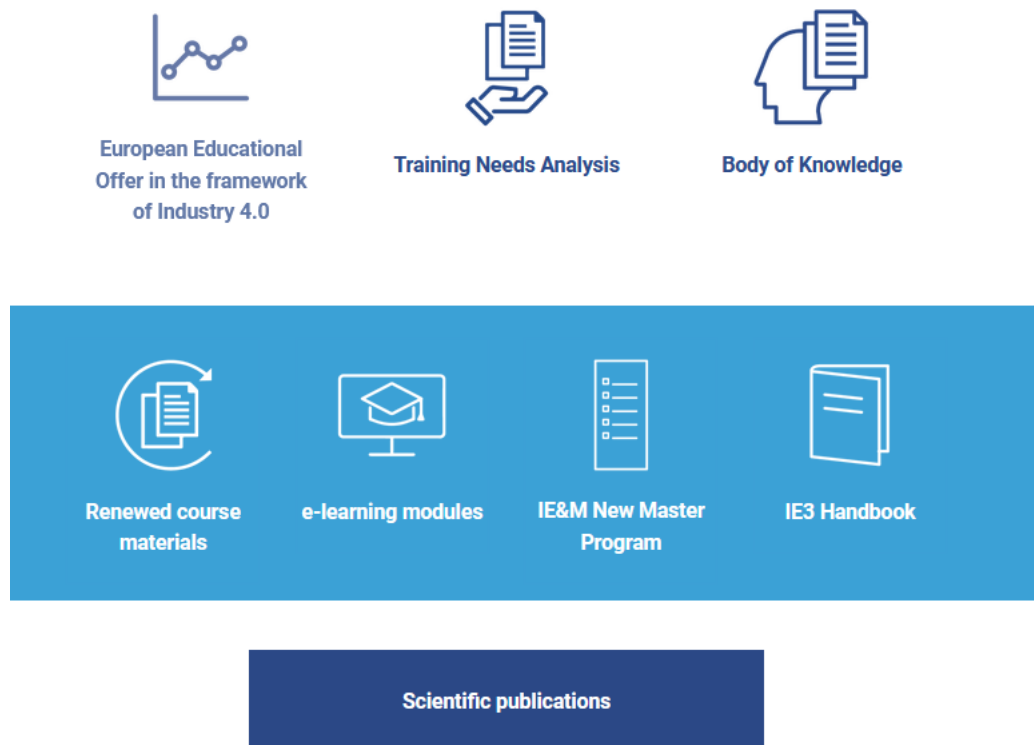 European Educational
Offer in the framework
of Industry 4.0
Training Needs Analysis
Body of Knowledge
Renewed course
materials
e-learning modules
IE&M New Master
Program
IE3 Handbook
Scientific publications